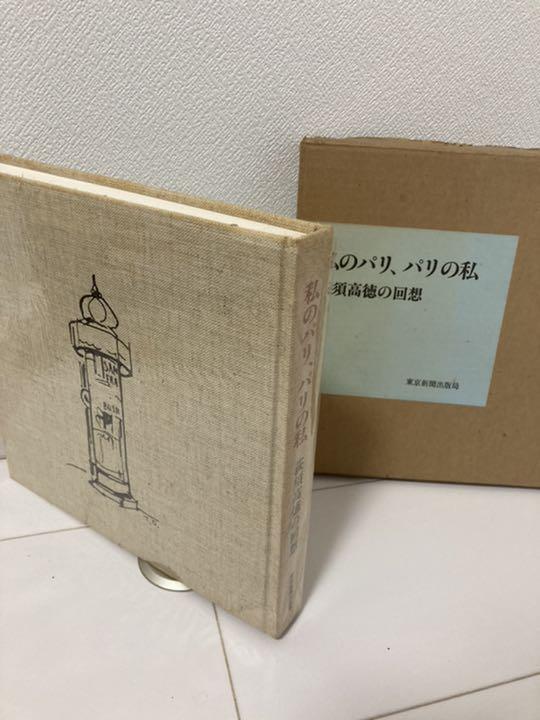 私のパリ、パリの私
荻須高徳の回想
私のパリ、パリの私
須高徳の回想
東京新聞出版局